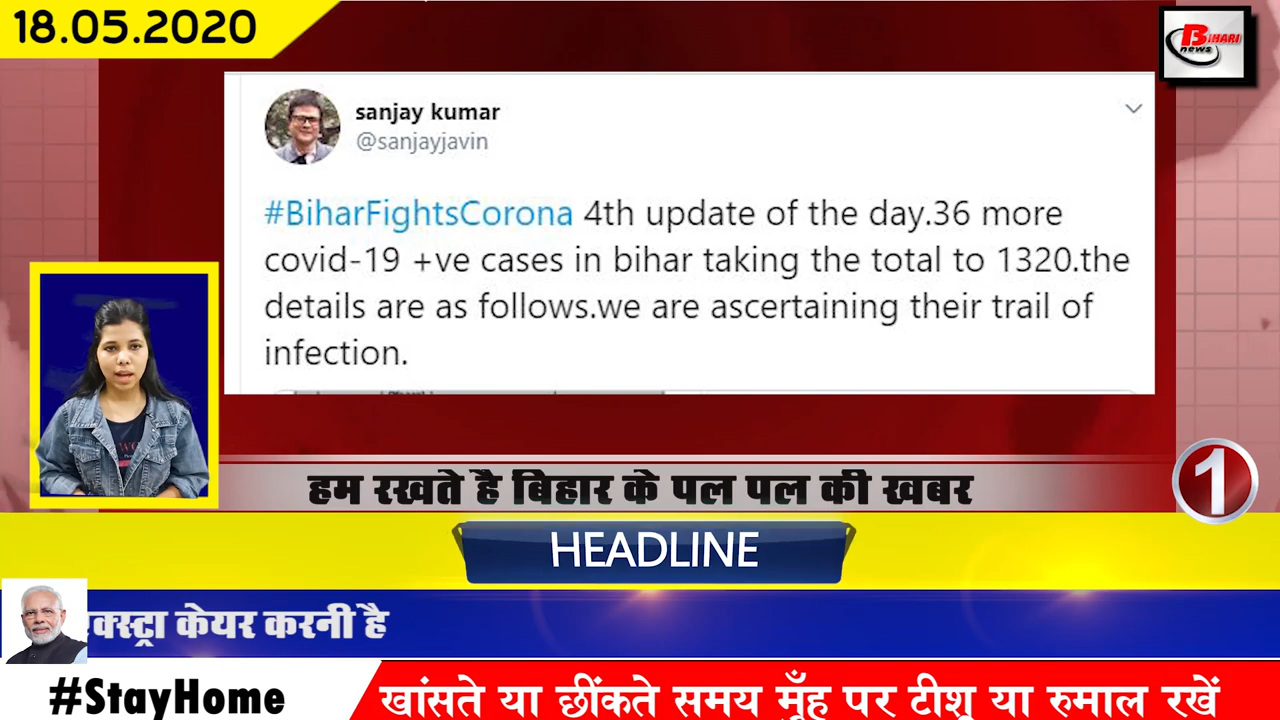 18.05.2020
BIHARI
news
sanjay kumar
@sanjayjavin
#BiharFightsCorona 4th update of the day.36 more
covid-19 +ve cases in bihar taking the total to 1320.the
details are as follows.we are ascertaining their trail of
infection.
हम रखते है बिहार के पल पल की खबर
1
HEADLINE
केयर करनी है
#StayHome
खांसते या छींकते समय मुँह पर टीशू या रुमाल रखें